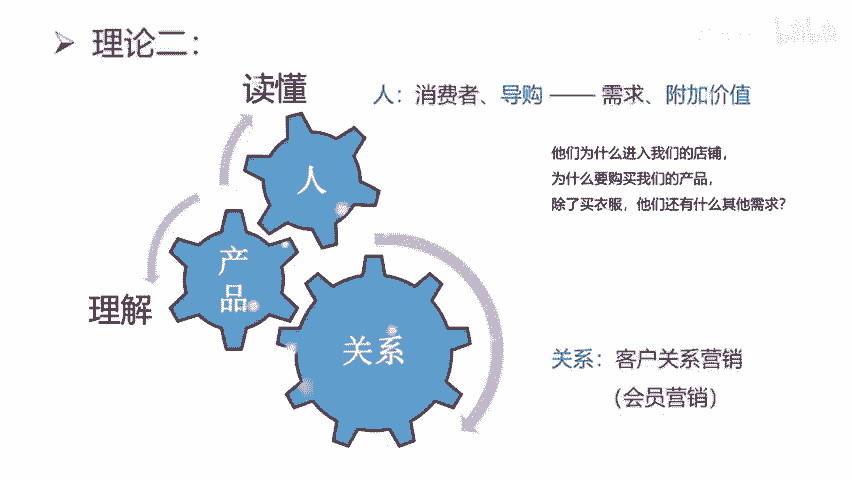 理论二：
读懂
人：消费者、导购 —— 需求、附加价值
他们为什么进入我们的店铺，
为什么要购买我们的产品，
除了买衣服，他们还有什么其他需求？
人
产
品
理解
关系
关系：客户关系营销
（会员营销）